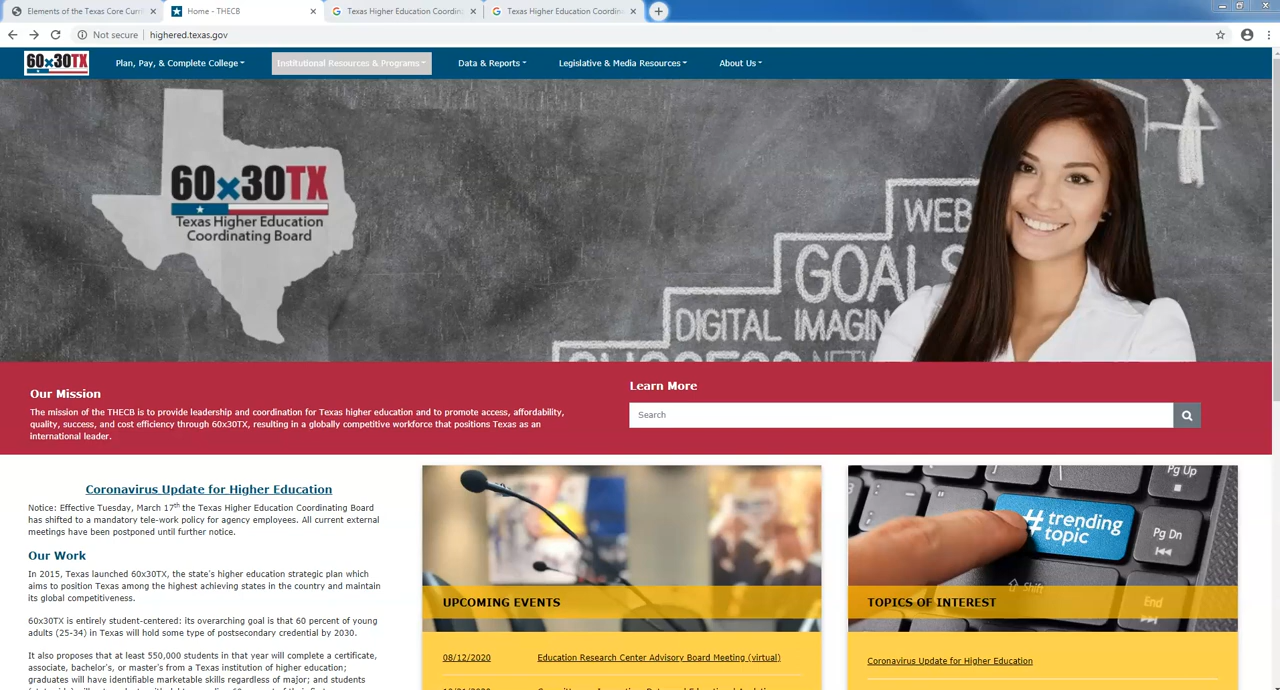 Elements of the Texas Core Curri
Home - THECB
Texas Higher Education Coordin
Texas Higher Education Coordina
Not secure
highered.texas.gov
60x30TX
Plan, Pay, & Complete College
Institutional Resources & Programs
Data & Reports
Legislative & Media Resources
About Us
60x30TX
Texas Higher Education
Coordinating Board
WEB
GOALS
DIGITAL IMAGIN
SUCCESS NETW
Our Mission
The mission of the THECB is to provide leadership and coordination for Texas higher education and to promote access, affordability,
quality, success, and cost efficiency through 60x30TX, resulting in a globally competitive workforce that positions Texas as an
international leader.
Learn More
Search
Coronavirus Update for Higher Education
Notice: Effective Tuesday, March 17th the Texas Higher Education Coordinating Board
has shifted to a mandatory tele-work policy for agency employees. All current external
meetings have been postponed until further notice.
Our Work
In 2015, Texas launched 60x30TX, the state's higher education strategic plan which
aims to position Texas among the highest achieving states in the country and maintain
its global competitiveness.
60x30TX is entirely student-centered: its overarching goal is that 60 percent of young
adults (25-34) in Texas will hold some type of postsecondary credential by 2030.
It also proposes that at least 550,000 students in that year will complete a certificate,
associate, bachelor's, or master's from a Texas institution of higher education;
graduates will have identifiable marketable skills regardless of major; and students
UPCOMING EVENTS
08/12/2020
Education Research Center Advisory Board Meeting (virtual)
Pg Up
# trending
topic
Pg Dn
Shift
End
TOPICS OF INTEREST
Coronavirus Update for Higher Education